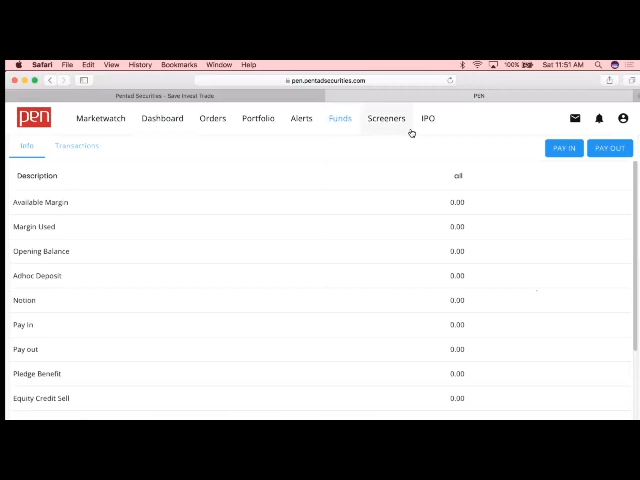 Safari File Edit View History Bookmarks Window Help 100% Sat 11:51 AM
pen.pentadsecurities.com
Pentad Securities - Save Invest Trade PEN
pen Marketwatch Dashboard Orders Portfolio Alerts Funds Screeners IPO
Info Transactions PAY IN PAY OUT
Description all
Available Margin 0.00
Margin Used 0.00
Opening Balance 0.00
Adhoc Deposit 0.00
Notion 0.00
Pay In 0.00
Pay out 0.00
Pledge Benefit 0.00
Equity Credit Sell 0.00